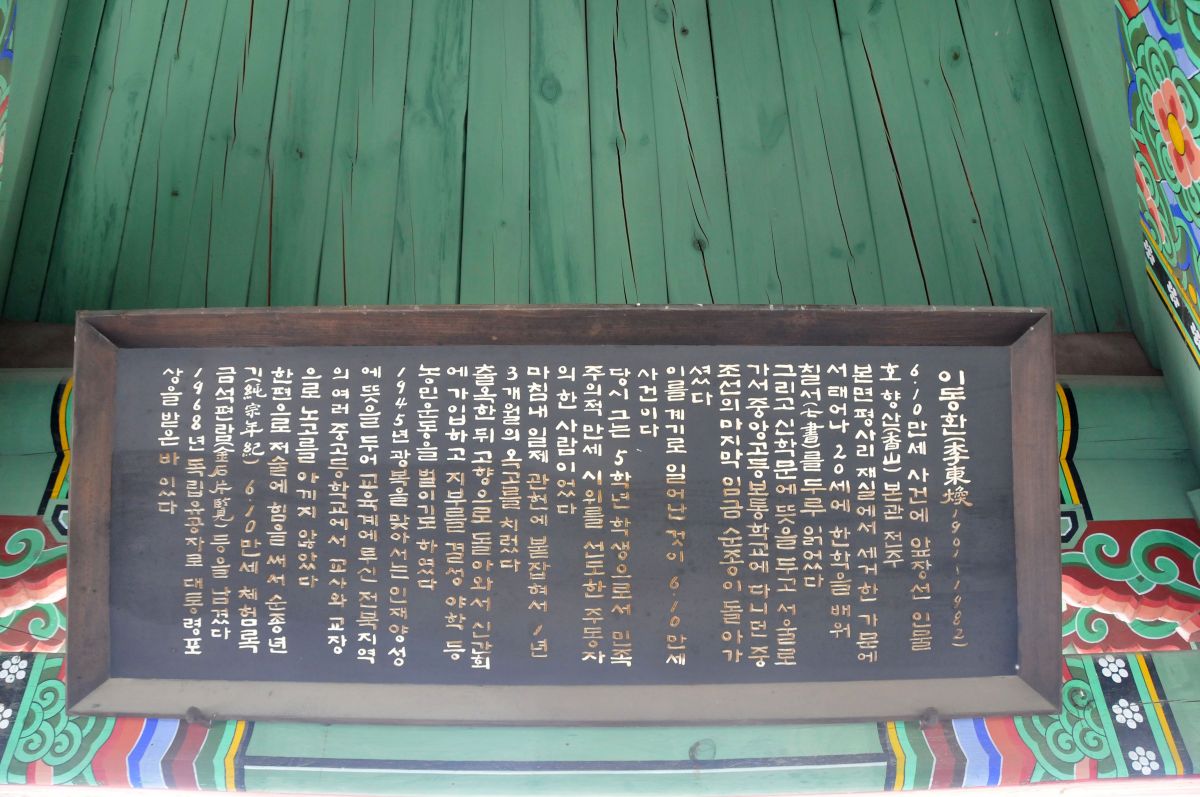 이동환(李東煥 1901-1982)
6·10만세 사건에 앞장선 인물
호 향산(香山) 본관 전주
본면평사리 재실에서 세거한 가문에
서 태어나 20세에 한학을 배워
칠서 를 두루 읽었다
그리고 신학문에 뜻을 두고 서울로
가서 중앙고등보통학교에 다니던 중
조선의 마지막 임금(순종)이 돌아가
셨다
이를 계기로 일어난 것이 6·10만세
사건이다
당시 그는 5학년 학생으로서 민족
주의적 만세 시위를 선도한 주동자
의 한 사람이었다
마침내 일제 관헌에 붙잡혀서 1년
3개월의 옥고를 치렀다
출옥한 뒤 고향으로 돌아와서 신간회
에 가입하고 지부를 결성 야학 등
농민운동을 벌이기도 하였다
1945년 광복을 맞아서는 인재양성
에 뜻을 두어 교육계에 투신 전북지역
의 여러 중고등학교에서 교사와 교장
으로 노고를 아끼지 않았다
한편으로 저술에 힘을 써서 순종년
기(純宗年紀) 6·10만세 체험록
금석편람(金石片覽) 등을 남겼다
1968년 독립유공자로 대통령포
상을 받은바 있었다